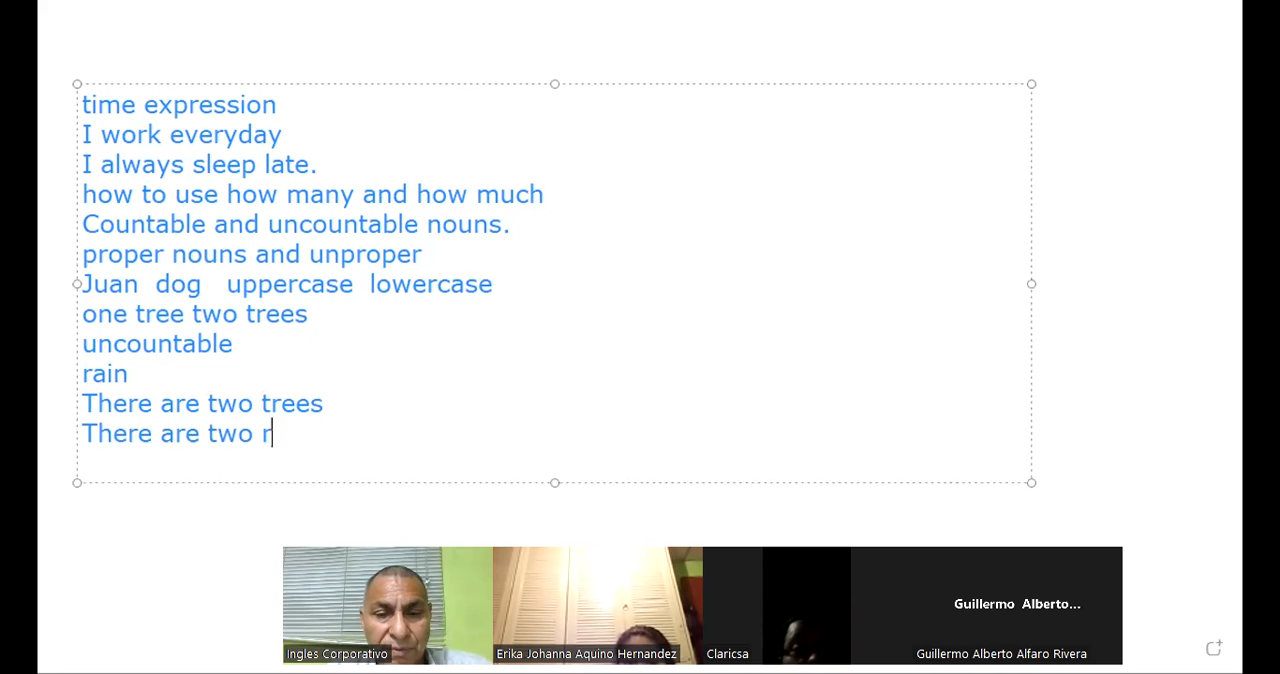 time expression
I work everyday
I always sleep late.
how to use how many and how much
Countable and uncountable nouns.
proper nouns and unproper
Juan dog uppercase lowercase
one tree two trees
uncountable
rain
There are two trees
There are two r
Guillermo Alberto...
Ingles Corporativo
Erika Johanna Aquino Hernandez
Claricsa
Guillermo Alberto Alfaro Rivera